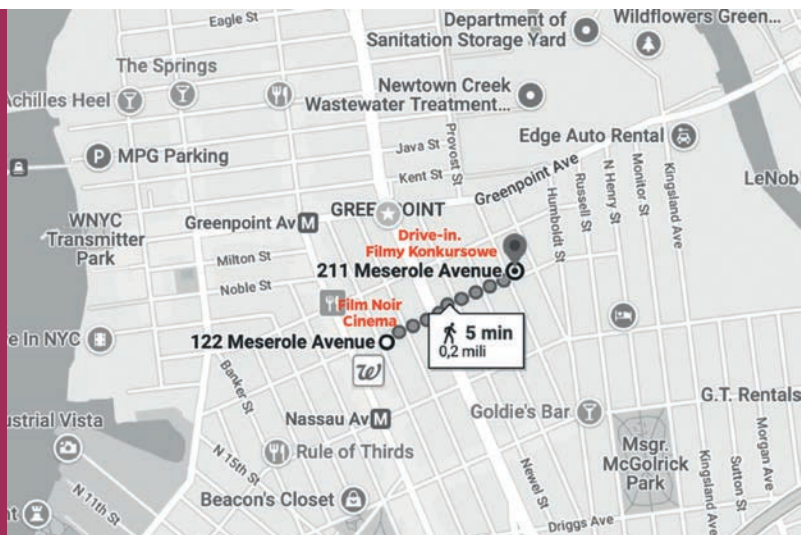 Eagle St
Department of
Sanitation Storage Yard
Wildflowers Green...
The Springs
Achilles Heel
Newtown Creek
Wastewater Treatment...
MPG Parking
Provost St
Java St
Kent St
Greenpoint Ave
Edge Auto Rental
N Henry St
Monitor St
Kingsland Ave
Russell St
Humboldt St
LeNobl
WNYC
Transmitter
Park
Greenpoint Av M
GREENPOINT
Drive-in.
Filmy Konkursowe
211 Meserole Avenue
Milton St
Noble St
Film Noir
Cinema
122 Meserole Avenue
5 min
0,2 mili
e In NYC
Banker St
G.T. Rentals
Nassau Av M
Goldie's Bar
ustrial Vista
Rule of Thirds
Msgr.
McGolrick
Park
N 15th St
N 11th St
Beacon's Closet
Newel St
Driggs Ave
Kingsland Ave
Sutton St
Morgan Ave
nt